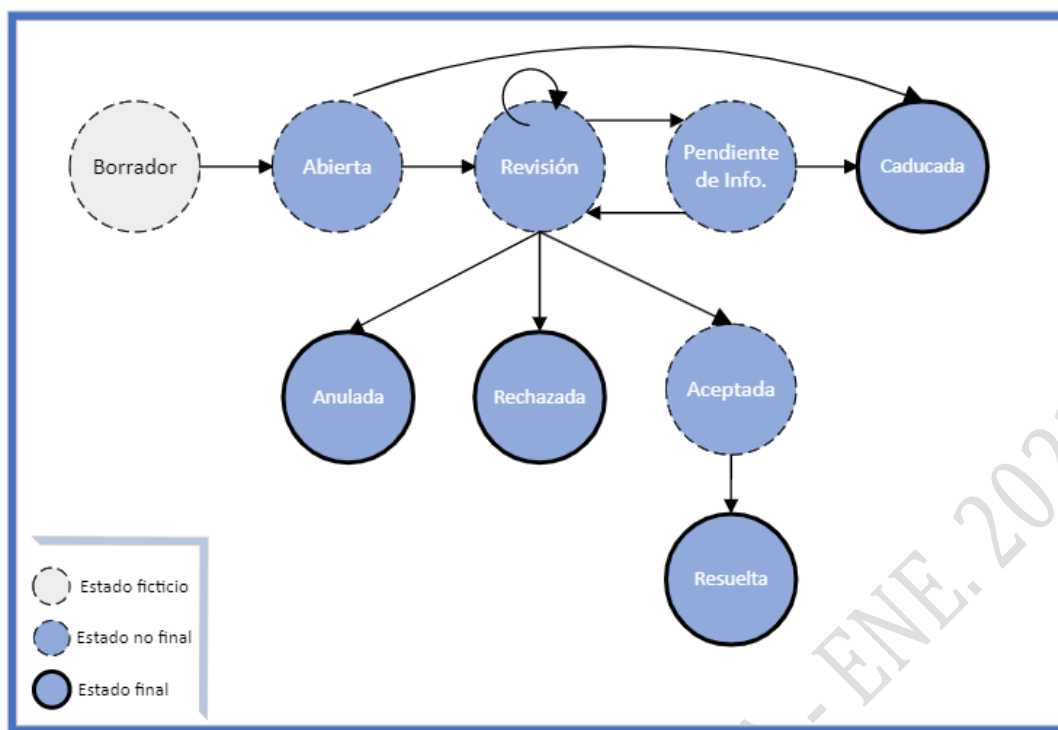 Borrador
Abierta
Revisión
Pendiente
de Info.
Caducada
Anulada
Rechazada
Aceptada
Resuelta
Estado ficticio
Estado no final
Estado final
- ENE. 202